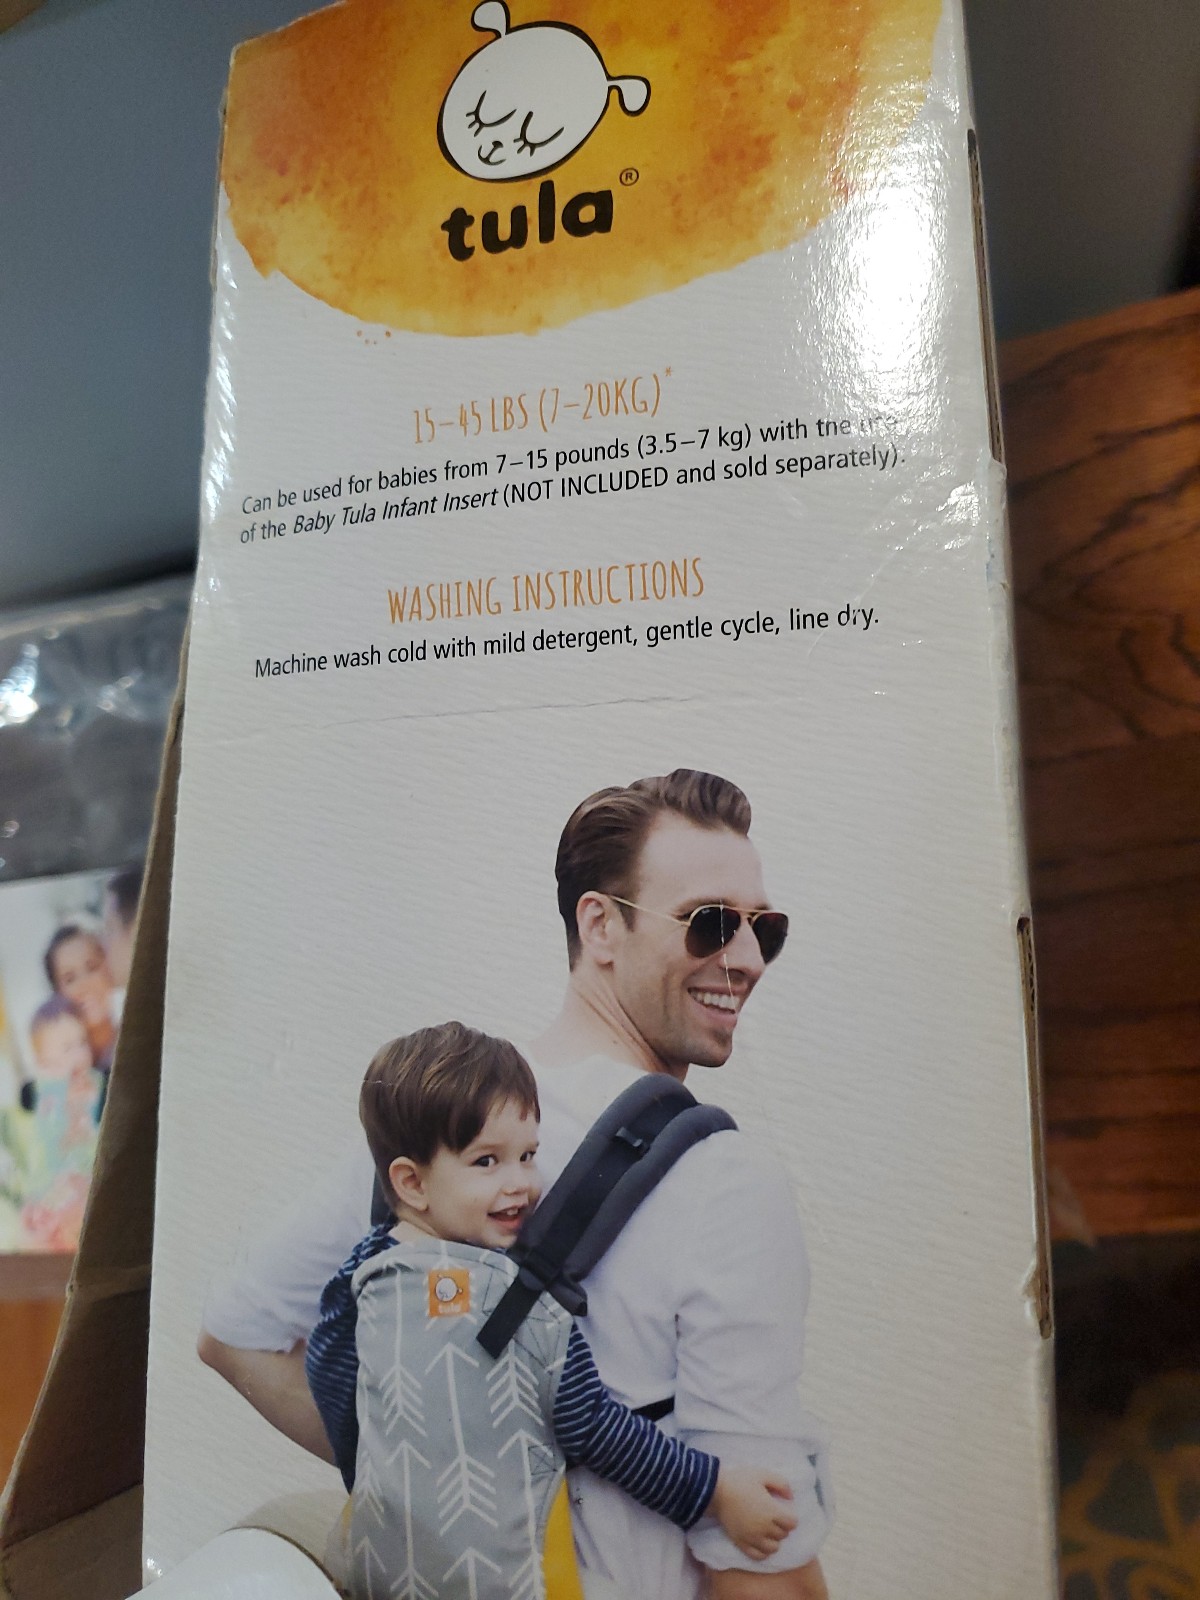 tula®
15–45 LBS (7–20KG)*
Can be used for babies from 7–15 pounds (3.5–7 kg) with the use
of the Baby Tula Infant Insert (NOT INCLUDED and sold separately).
WASHING INSTRUCTIONS
Machine wash cold with mild detergent, gentle cycle, line dry.
tula